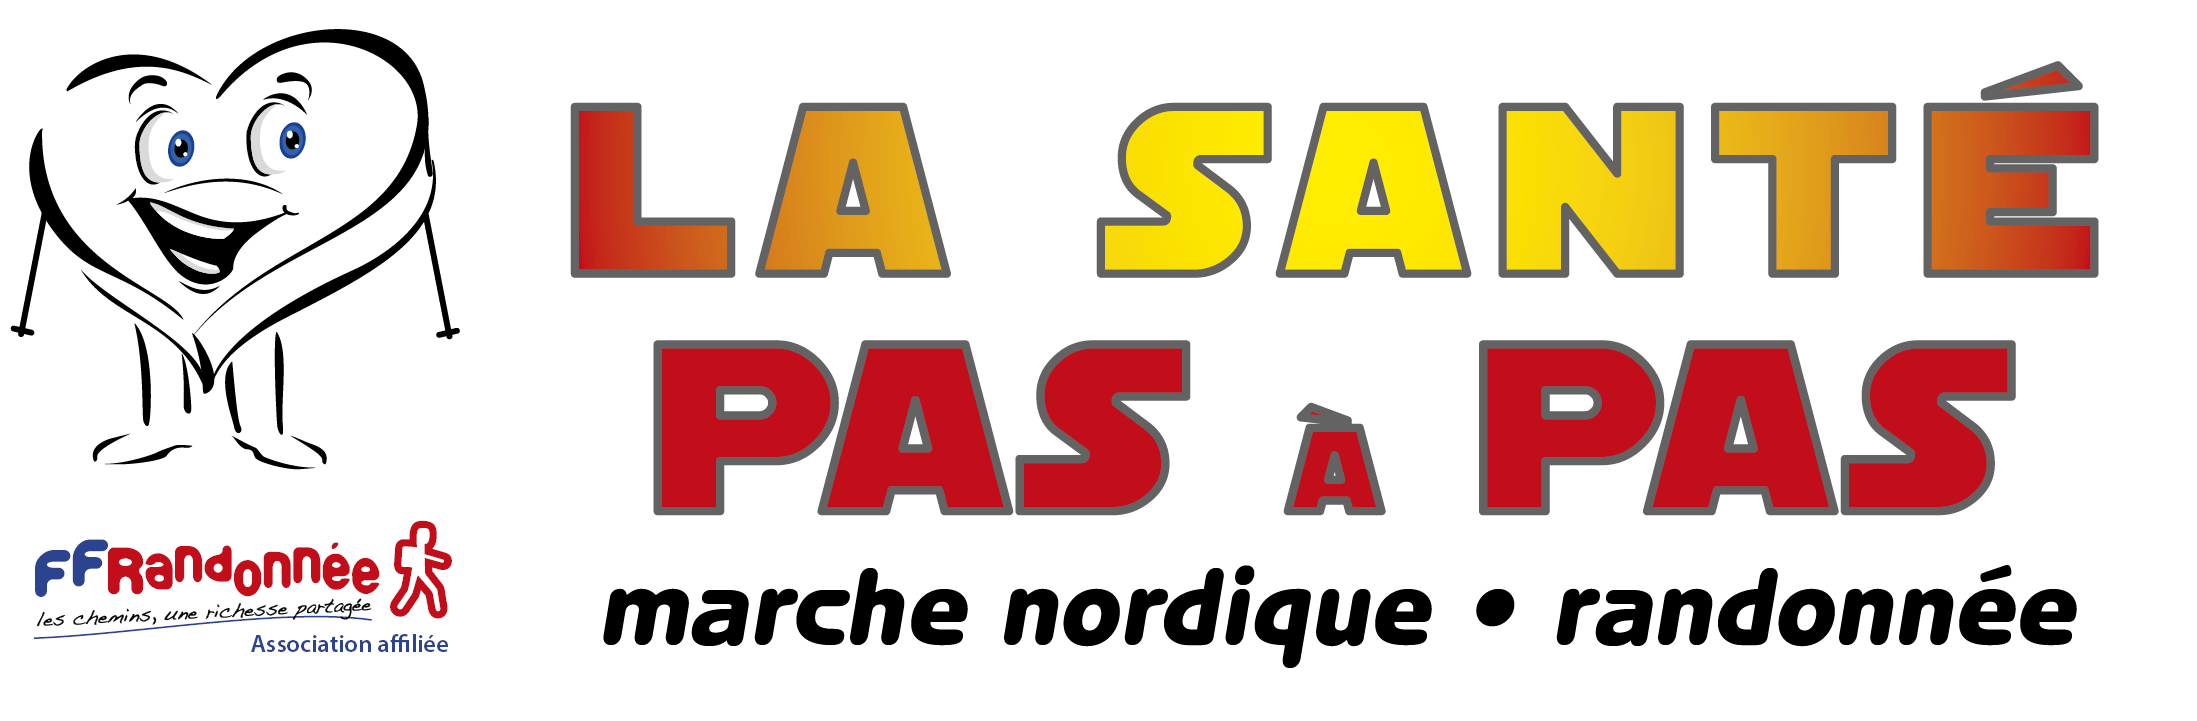 LA SANTÉ
PAS À PAS
marche nordique • randonnée
FFRandonnée
les chemins, une richesse partagée
Association affiliée